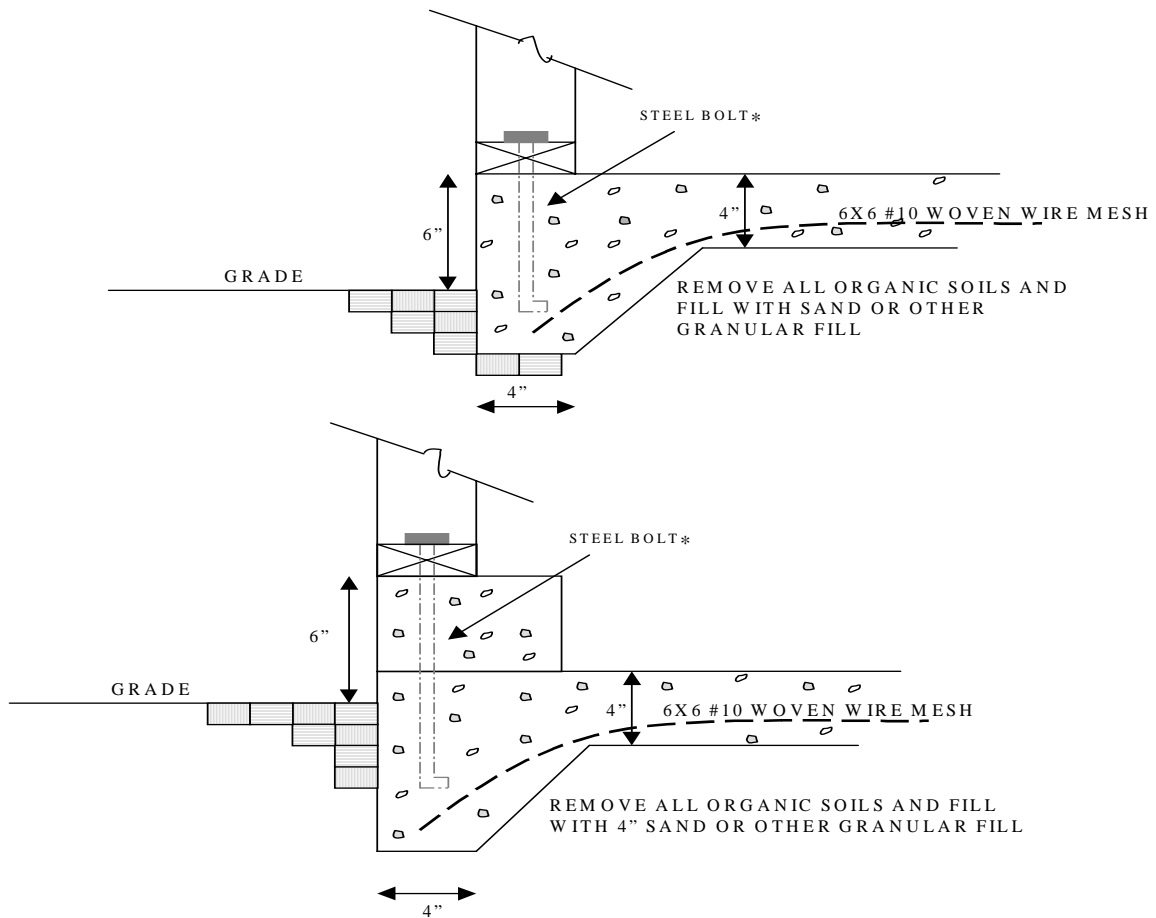 STEEL BOLT*
6"
4"
6X6 #10 WOVEN WIRE MESH
GRADE
REMOVE ALL ORGANIC SOILS AND
FILL WITH SAND OR OTHER
GRANULAR FILL
4"
STEEL BOLT*
6"
GRADE
4"
6X6 #10 WOVEN WIRE MESH
REMOVE ALL ORGANIC SOILS AND FILL
WITH 4" SAND OR OTHER GRANULAR FILL
4"